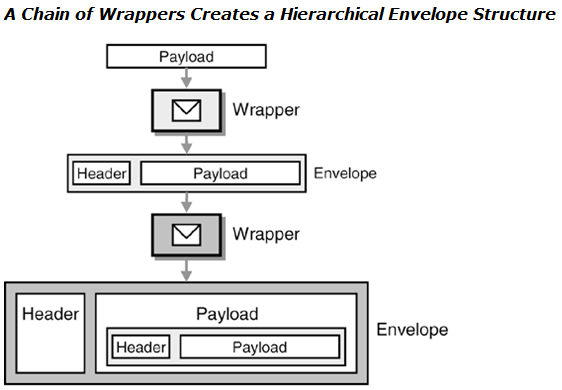 A Chain of Wrappers Creates a Hierarchical Envelope Structure
Payload
Wrapper
Header Payload Envelope
Wrapper
Header Payload
Envelope
Header Payload